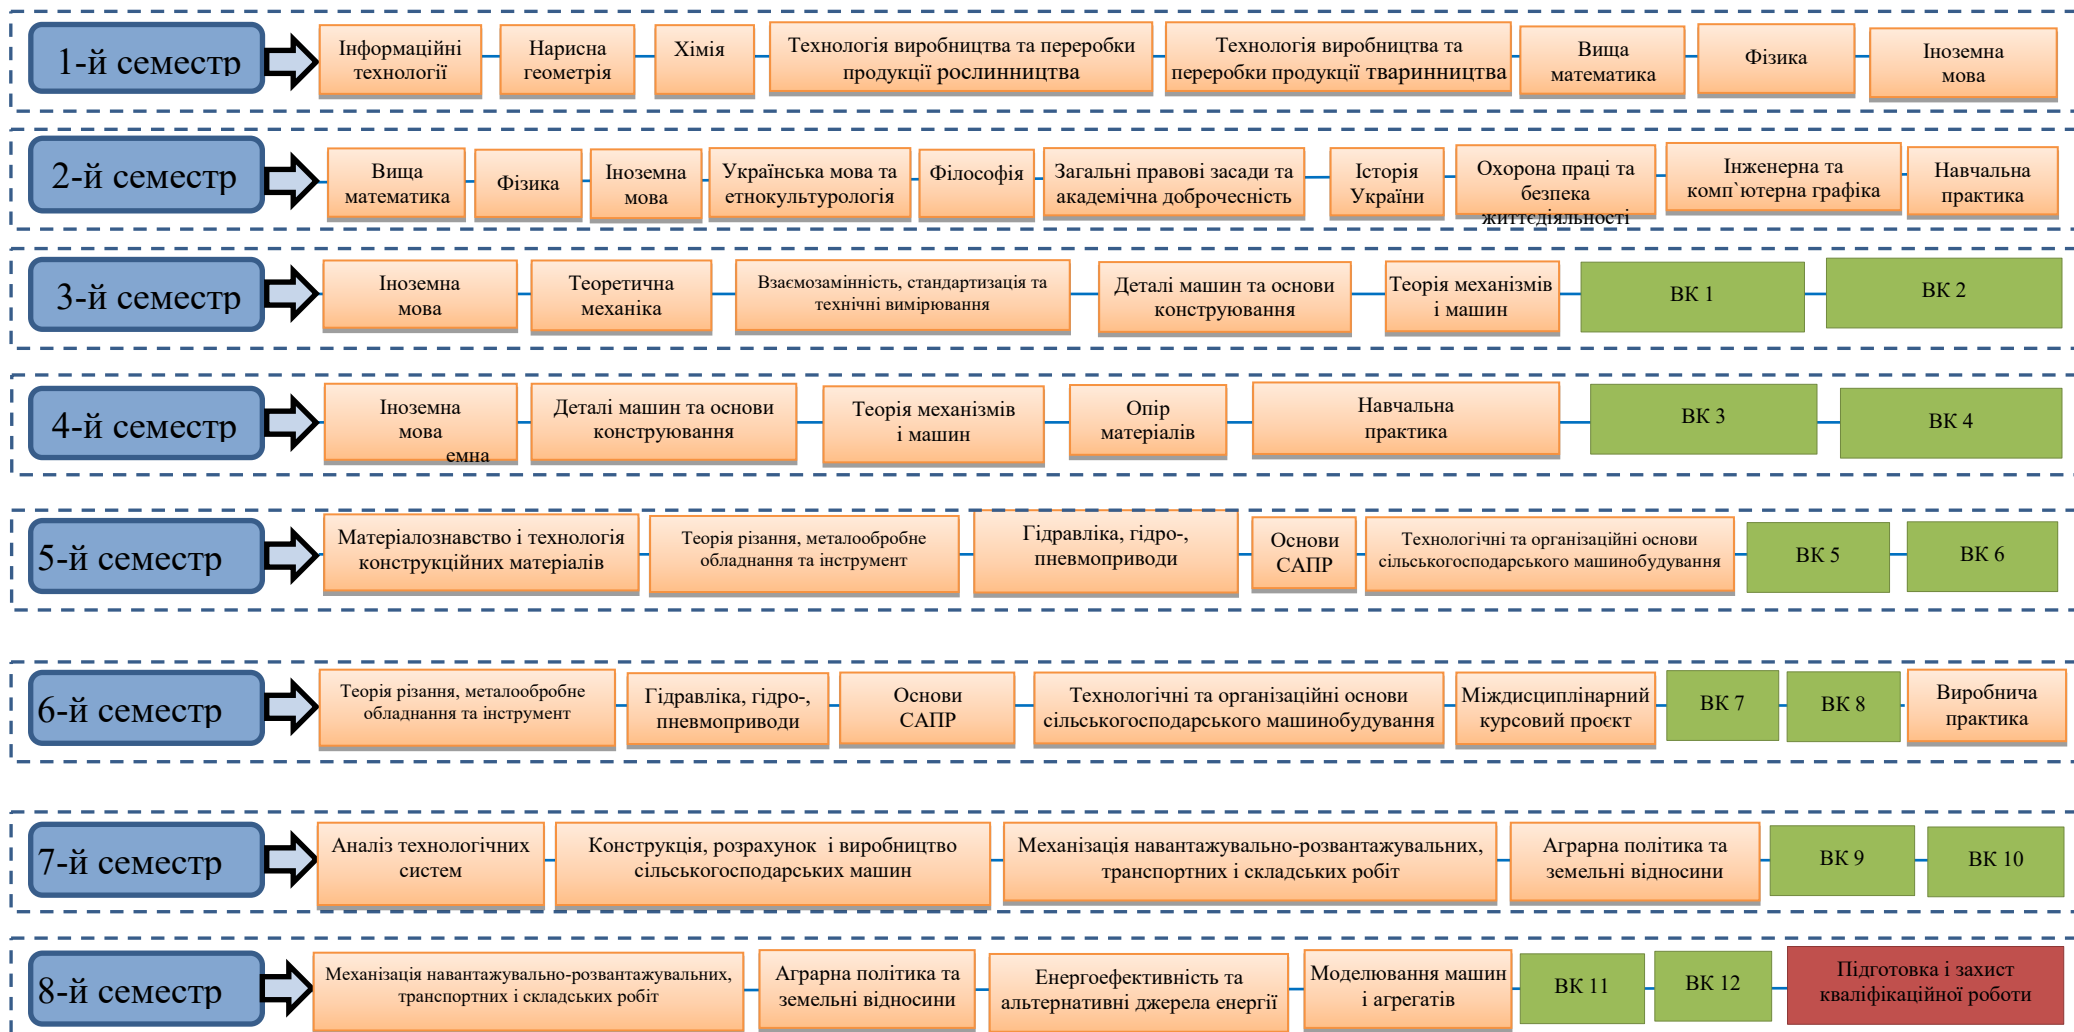 1-й семестр
Інформаційні
технології
Нарисна
геометрія
Хімія
Технологія виробництва та переробки
продукції рослинництва
Технологія виробництва та
переробки продукції тваринництва
Вища
математика
Фізика
Іноземна
мова
2-й семестр
Вища
математика
Фізика
Іноземна
мова
Українська мова та
етнокультурологія
Філософія
Загальні правові засади та
академічна доброчесність
Історія
України
Охорона праці та
безпека
життєдіяльності
Інженерна та
комп`ютерна графіка
Навчальна
практика
3-й семестр
Іноземна
мова
Теоретична
механіка
Взаємозамінність, стандартизація та
технічні вимірювання
Деталі машин та основи
конструювання
Теорія механізмів
і машин
ВК 1
ВК 2
4-й семестр
Іноземна
мова
емна
Деталі машин та основи
конструювання
Теорія механізмів
і машин
Опір
матеріалів
Навчальна
практика
ВК 3
ВК 4
5-й семестр
Матеріалознавство і технологія
конструкційних матеріалів
Теорія різання, металообробне
обладнання та інструмент
Гідравліка, гідро-,
пневмоприводи
Основи
САПР
Технологічні та організаційні основи
сільськогосподарського машинобудування
ВК 5
ВК 6
6-й семестр
Теорія різання, металообробне
обладнання та інструмент
Гідравліка, гідро-,
пневмоприводи
Основи
САПР
Технологічні та організаційні основи
сільськогосподарського машинобудування
Міждисциплінарний
курсовий проєкт
ВК 7
ВК 8
Виробнича
практика
7-й семестр
Аналіз технологічних
систем
Конструкція, розрахунок і виробництво
сільськогосподарських машин
Механізація навантажувально-розвантажувальних,
транспортних і складських робіт
Аграрна політика та
земельні відносини
ВК 9
ВК 10
8-й семестр
Механізація навантажувально-розвантажувальних,
транспортних і складських робіт
Аграрна політика та
земельні відносини
Енергоефективність та
альтернативні джерела енергії
Моделювання машин
і агрегатів
ВК 11
ВК 12
Підготовка і захист
кваліфікаційної роботи